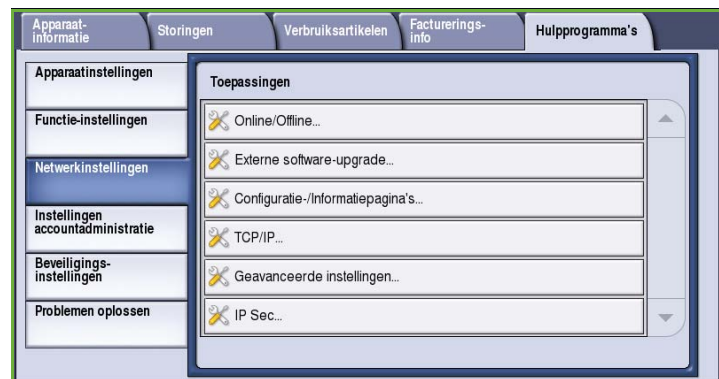 Apparaat-
informatie
Storingen
Verbruiksartikelen
Facturerings-
info
Hulpprogramma's
Apparaatinstellingen
Functie-instellingen
Netwerkinstellingen
Instellingen
accountadministratie
Beveiligings-
instellingen
Problemen oplossen
Toepassingen
Online/Offline...
Externe software-upgrade...
Configuratie-/Informatiepagina's...
TCP/IP...
Geavanceerde instellingen...
IP Sec...